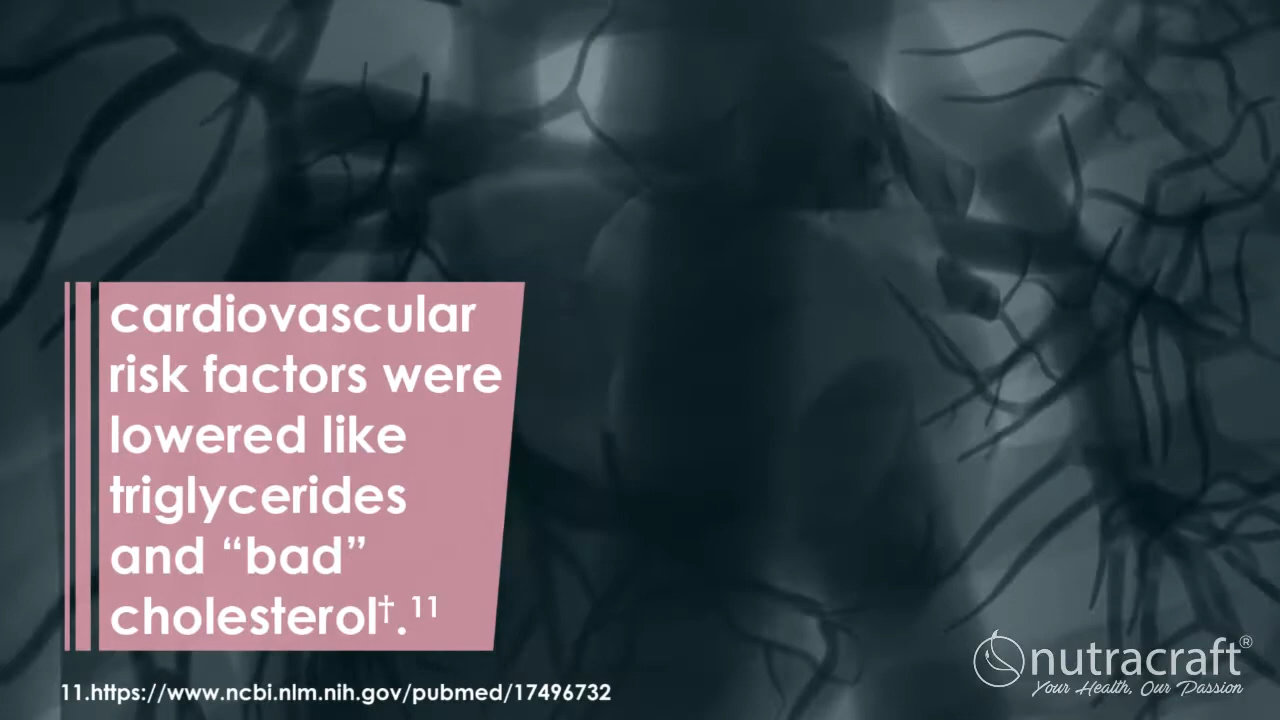 cardiovascular
risk factors were
lowered like
triglycerides
and “bad”
cholesterol†.11
11.https://www.ncbi.nlm.nih.gov/pubmed/17496732
nutracraft®
Your Health, Our Passion